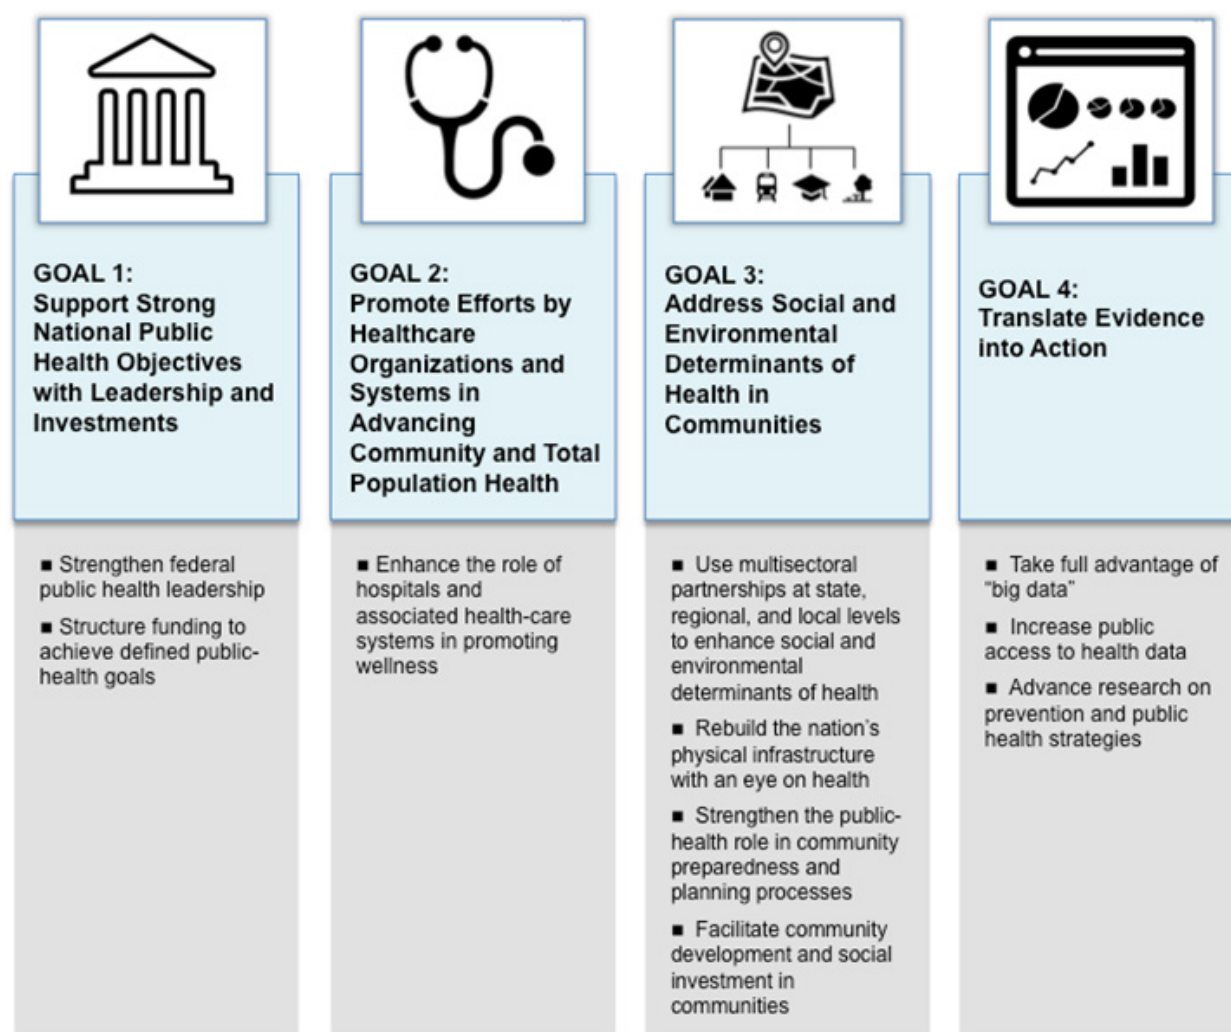 GOAL 1:
Support Strong
National Public
Health Objectives
with Leadership and
Investments
■ Strengthen federal
public health leadership
■ Structure funding to
achieve defined public-
health goals
GOAL 2:
Promote Efforts by
Healthcare
Organizations and
Systems in
Advancing
Community and Total
Population Health
■ Enhance the role of
hospitals and
associated health-care
systems in promoting
wellness
GOAL 3:
Address Social and
Environmental
Determinants of
Health in
Communities
■ Use multisectoral
partnerships at state,
regional, and local levels
to enhance social and
environmental
determinants of health
■ Rebuild the nation’s
physical infrastructure
with an eye on health
■ Strengthen the public-
health role in community
preparedness and
planning processes
■ Facilitate community
development and social
investment in
communities
GOAL 4:
Translate Evidence
into Action
■ Take full advantage of
“big data”
■ Increase public
access to health data
■ Advance research on
prevention and public
health strategies